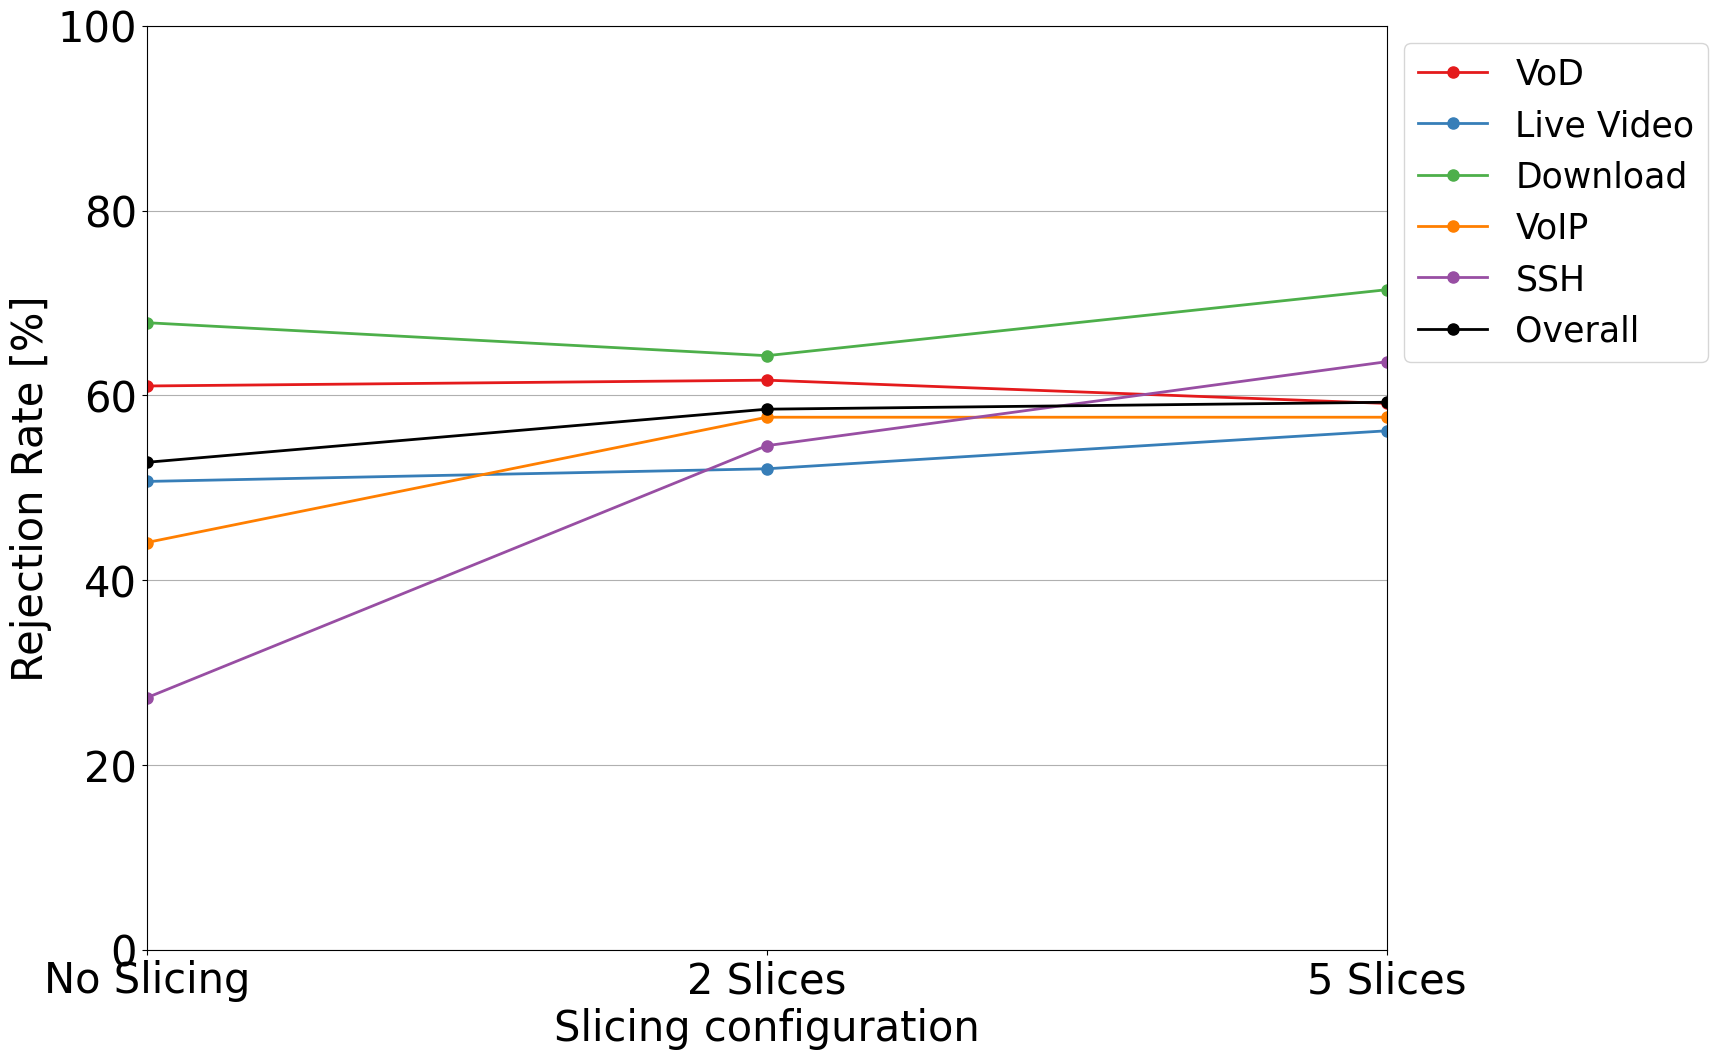 Rejection Rate [%]
100
80
60
40
20
0
No Slicing
2 Slices
5 Slices
Slicing configuration
VoD
Live Video
Download
VoIP
SSH
Overall